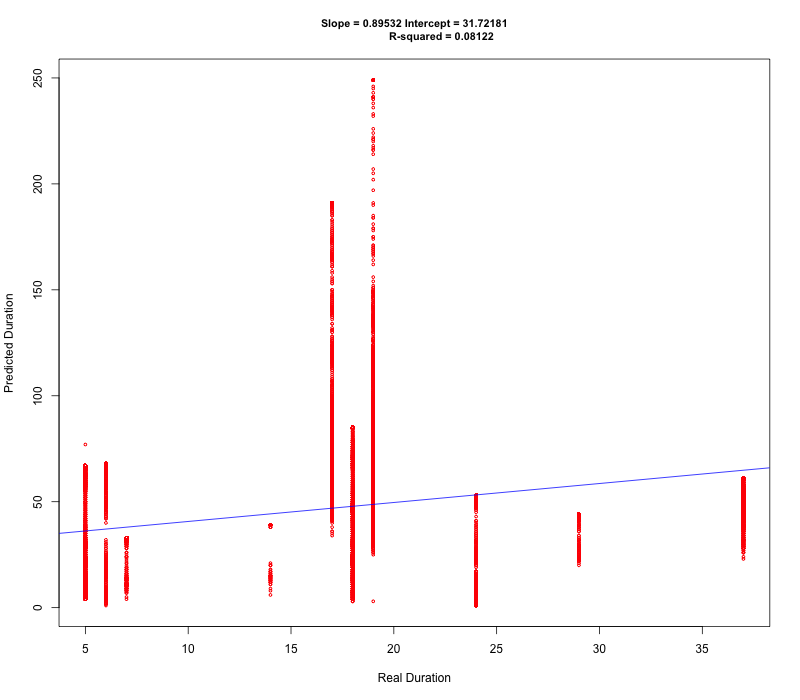 Slope = 0.89532 Intercept = 31.72181
R-squared = 0.08122
250
200
150
100
50
0
Predicted Duration
5 10 15 20 25 30 35
Real Duration